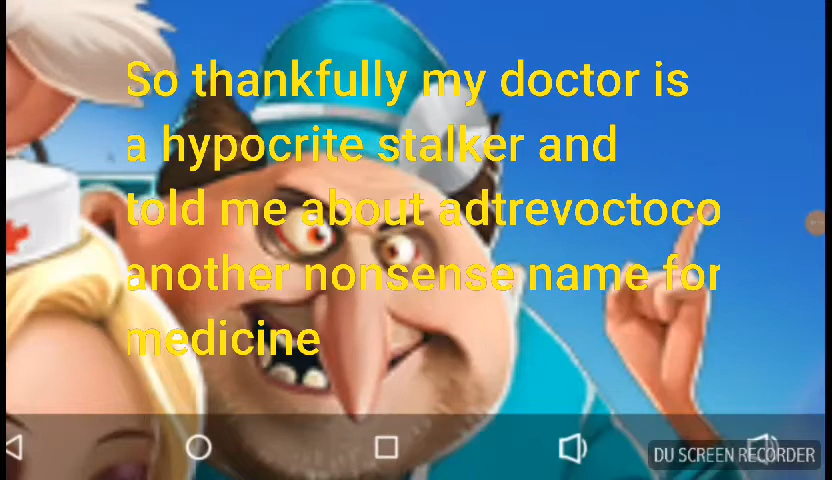 So thankfully my doctor is
a hypocrite stalker and
told me about adtrevoctoco
another nonsense name for
medicine
DU SCREEN RECORDER